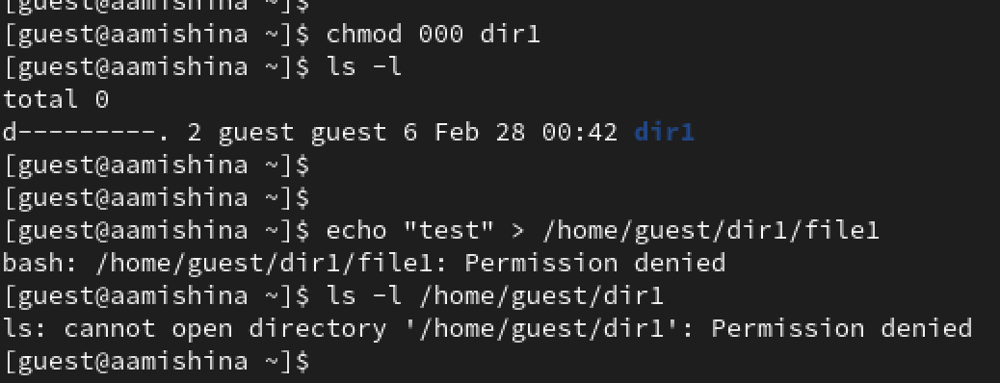 [guest@aamishina ~]$
[guest@aamishina ~]$ chmod 000 dir1
[guest@aamishina ~]$ ls -l
total 0
d---------. 2 guest guest 6 Feb 28 00:42 dir1
[guest@aamishina ~]$
[guest@aamishina ~]$
[guest@aamishina ~]$ echo "test" > /home/guest/dir1/file1
bash: /home/guest/dir1/file1: Permission denied
[guest@aamishina ~]$ ls -l /home/guest/dir1
ls: cannot open directory '/home/guest/dir1': Permission denied
[guest@aamishina ~]$